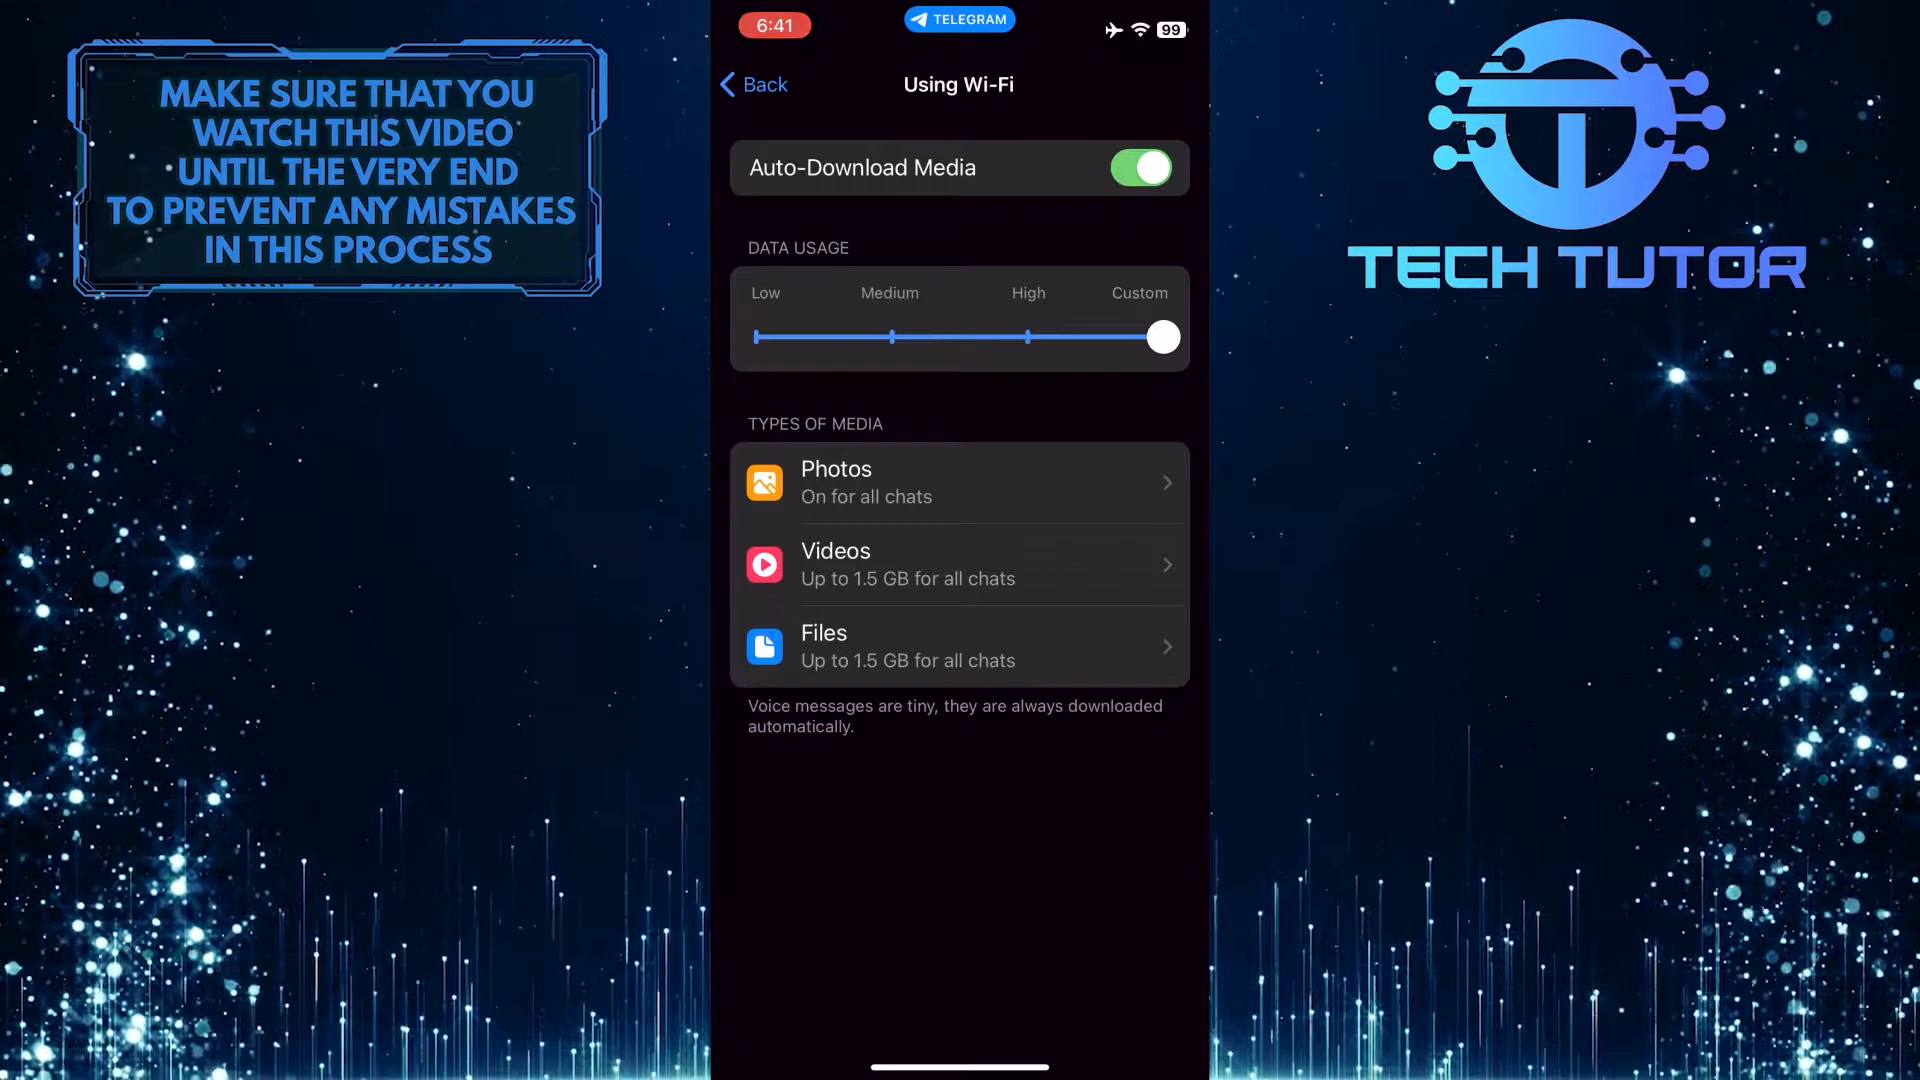 MAKE SURE THAT YOU
WATCH THIS VIDEO
UNTIL THE VERY END
TO PREVENT ANY MISTAKES
IN THIS PROCESS
6:41
TELEGRAM
99
Back
Using Wi-Fi
Auto-Download Media
DATA USAGE
Low Medium High Custom
TYPES OF MEDIA
Photos
On for all chats
Videos
Up to 1.5 GB for all chats
Files
Up to 1.5 GB for all chats
Voice messages are tiny, they are always downloaded
automatically.
TECH TUTOR